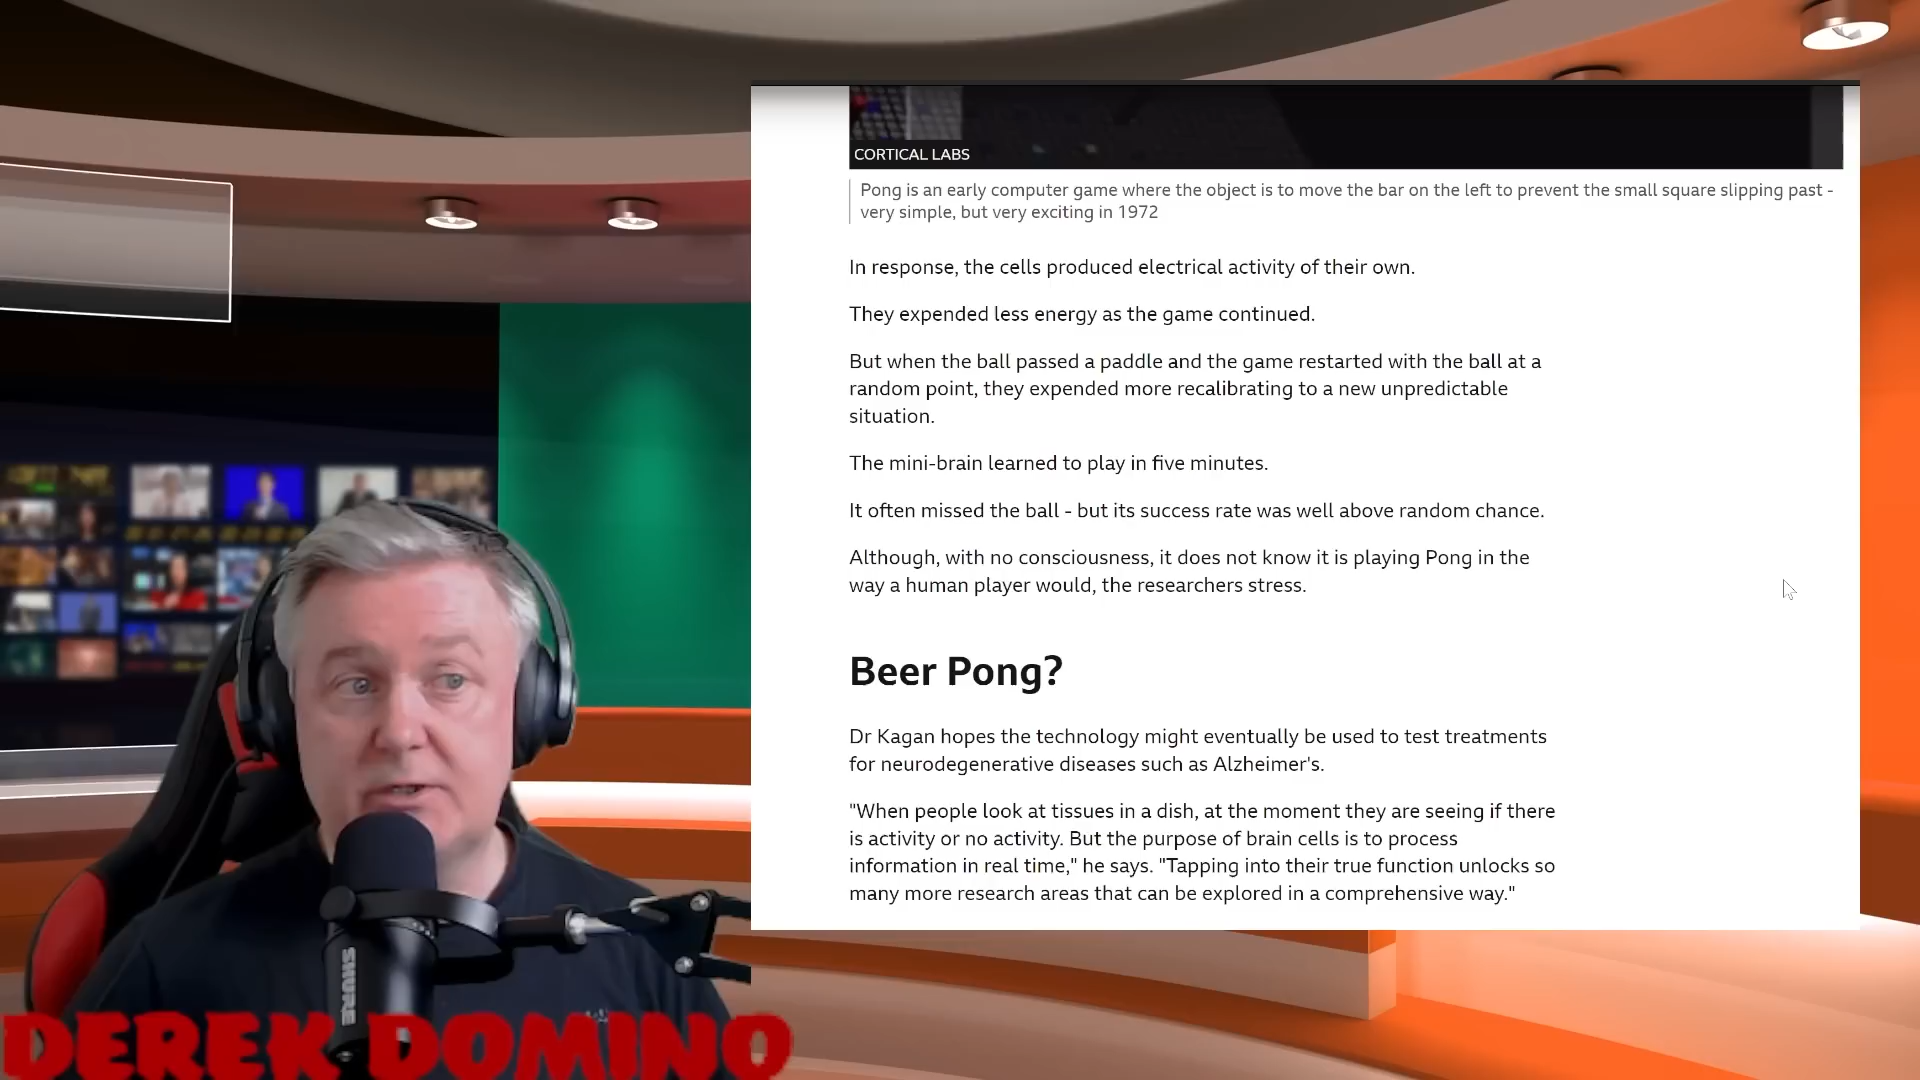 CORTICAL LABS
Pong is an early computer game where the object is to move the bar on the left to prevent the small square slipping past -
very simple, but very exciting in 1972
In response, the cells produced electrical activity of their own.
They expended less energy as the game continued.
But when the ball passed a paddle and the game restarted with the ball at a
random point, they expended more recalibrating to a new unpredictable
situation.
The mini-brain learned to play in five minutes.
It often missed the ball - but its success rate was well above random chance.
Although, with no consciousness, it does not know it is playing Pong in the
way a human player would, the researchers stress.
Beer Pong?
Dr Kagan hopes the technology might eventually be used to test treatments
for neurodegenerative diseases such as Alzheimer's.
"When people look at tissues in a dish, at the moment they are seeing if there
is activity or no activity. But the purpose of brain cells is to process
information in real time," he says. "Tapping into their true function unlocks so
many more research areas that can be explored in a comprehensive way."
SHURE
DEREK DOMINO